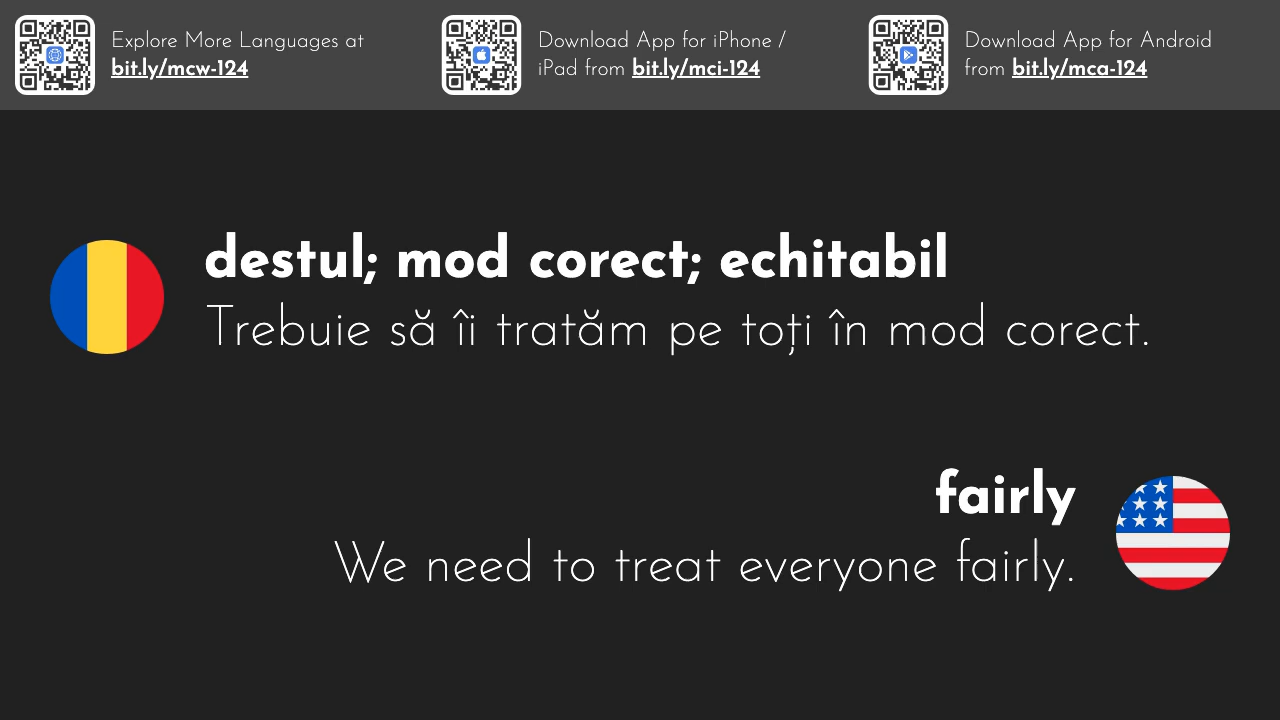 Explore More Languages at
bit.ly/mcw-124
Download App for iPhone /
iPad from bit.ly/mci-124
Download App for Android
from bit.ly/mca-124
destul; mod corect; echitabil
Trebuie să îi tratăm pe toți în mod corect.
fairly
We need to treat everyone fairly.